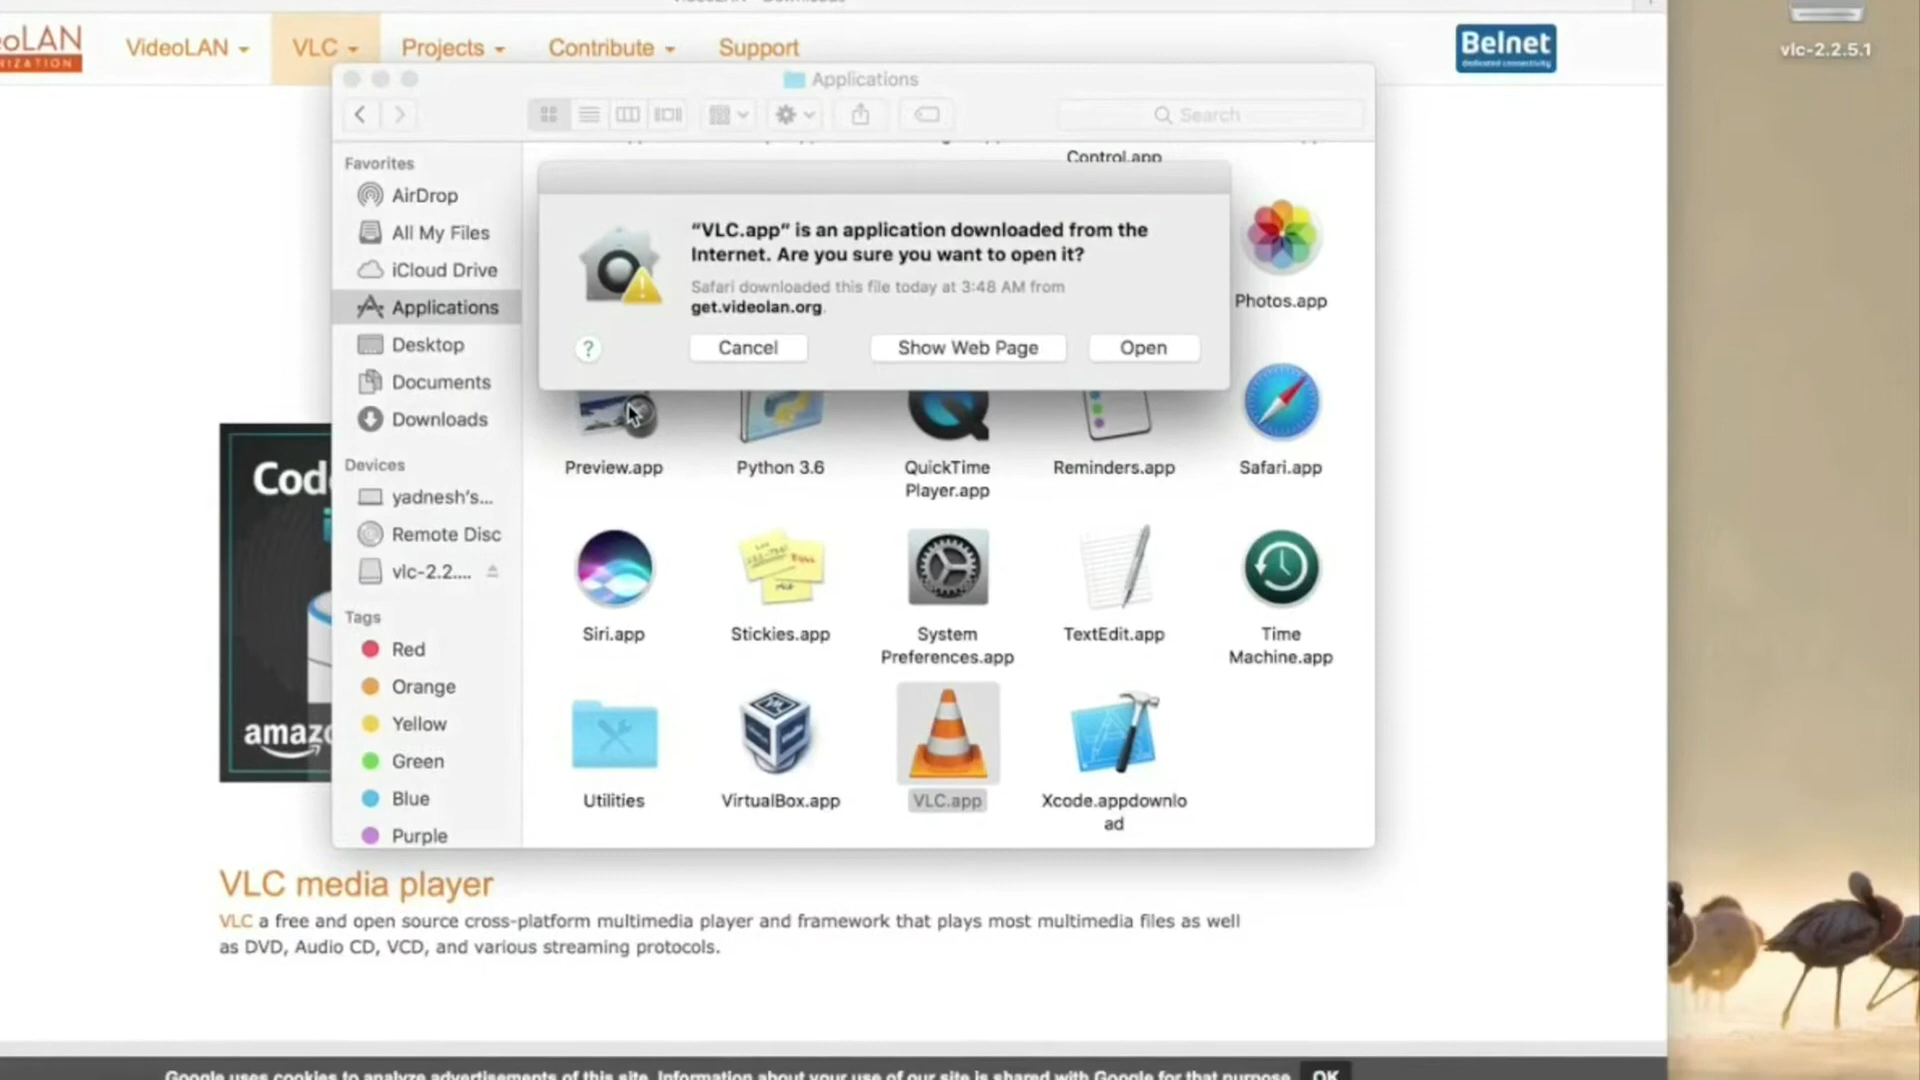 VideoLAN
VLC
Projects
Contribute
Support
Belnet
dedicated connectivity
vlc-2.2.5.1
Applications
Search
Favorites
AirDrop
All My Files
iCloud Drive
Applications
Desktop
Documents
Downloads
Devices
yadnesh's...
Remote Disc
vlc-2.2....
Tags
Red
Orange
Yellow
Green
Blue
Purple
Control.app
"VLC.app" is an application downloaded from the
Internet. Are you sure you want to open it?
Safari downloaded this file today at 3:48 AM from
get.videolan.org.
?
Cancel
Show Web Page
Open
Photos.app
Preview.app
Python 3.6
QuickTime
Player.app
Reminders.app
Safari.app
Siri.app
Stickies.app
System
Preferences.app
TextEdit.app
Time
Machine.app
Utilities
VirtualBox.app
VLC.app
Xcode.appdownlo
ad
VLC media player
VLC a free and open source cross-platform multimedia player and framework that plays most multimedia files as well
as DVD, Audio CD, VCD, and various streaming protocols.
Google uses cookies to analyze advertisements of this site. Information about your use of our site is shared with Google for that purpose
OK